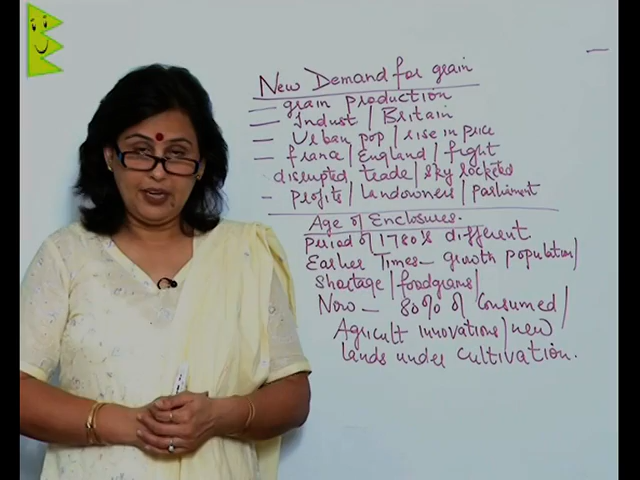 New Demand for grain
— grain production
— Indust / Britain
— Urban pop / rise in price
— france / England / fight
disrupted trade / sky rocketed
— profits / landowners / parliment
Age of Enclosures.
Period of 1780's different.
Earlier Times — growth population /
shortage / foodgrains /
Now — 80% of Consumed /
Agricult innovations / new
lands under cultivation.